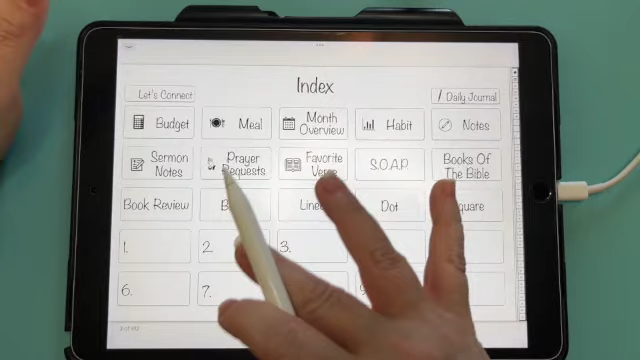 Index
Let's Connect
Daily Journal
Budget
Meal
Month
Overview
Habit
Notes
Sermon
Notes
Prayer
Requests
Favorite
S.O.A.P.
Books Of
The Bible
Book Review
Dot
1.
2.
3.
6.
7.